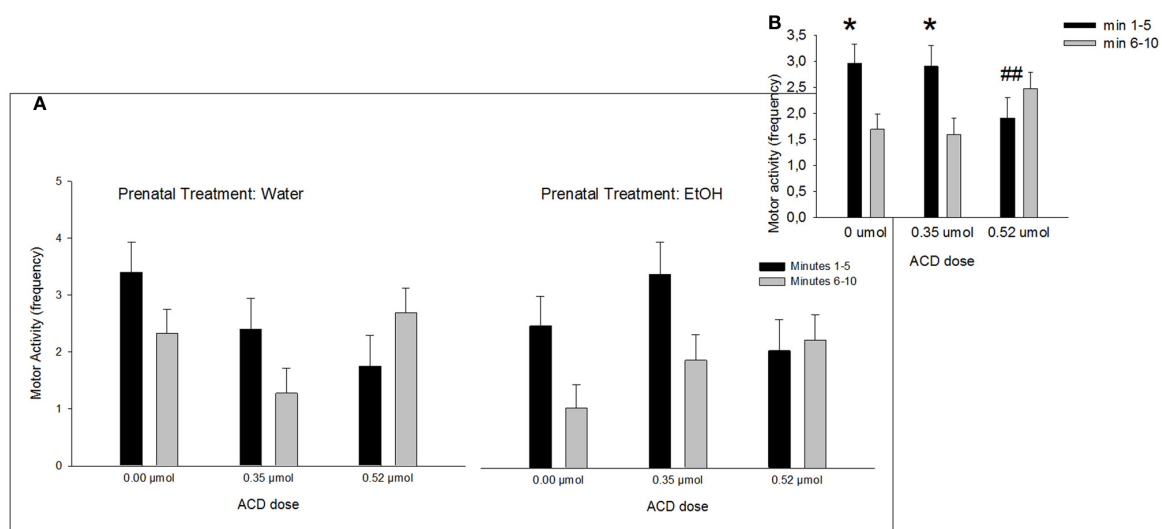 A
Prenatal Treatment: Water
Prenatal Treatment: EtOH
Motor Activity (frequency)
5
4
3
2
1
0
0.00 µmol
0.35 µmol
0.52 µmol
ACD dose
Minutes 1-5
Minutes 6-10
0.00 µmol
0.35 µmol
0.52 µmol
ACD dose
B
min 1-5
min 6-10
Motor activity (frequency)
3,5
3,0
2,5
2,0
1,5
1,0
0,5
0,0
*
*
##
0 umol
0.35 umol
0.52 umol
ACD dose